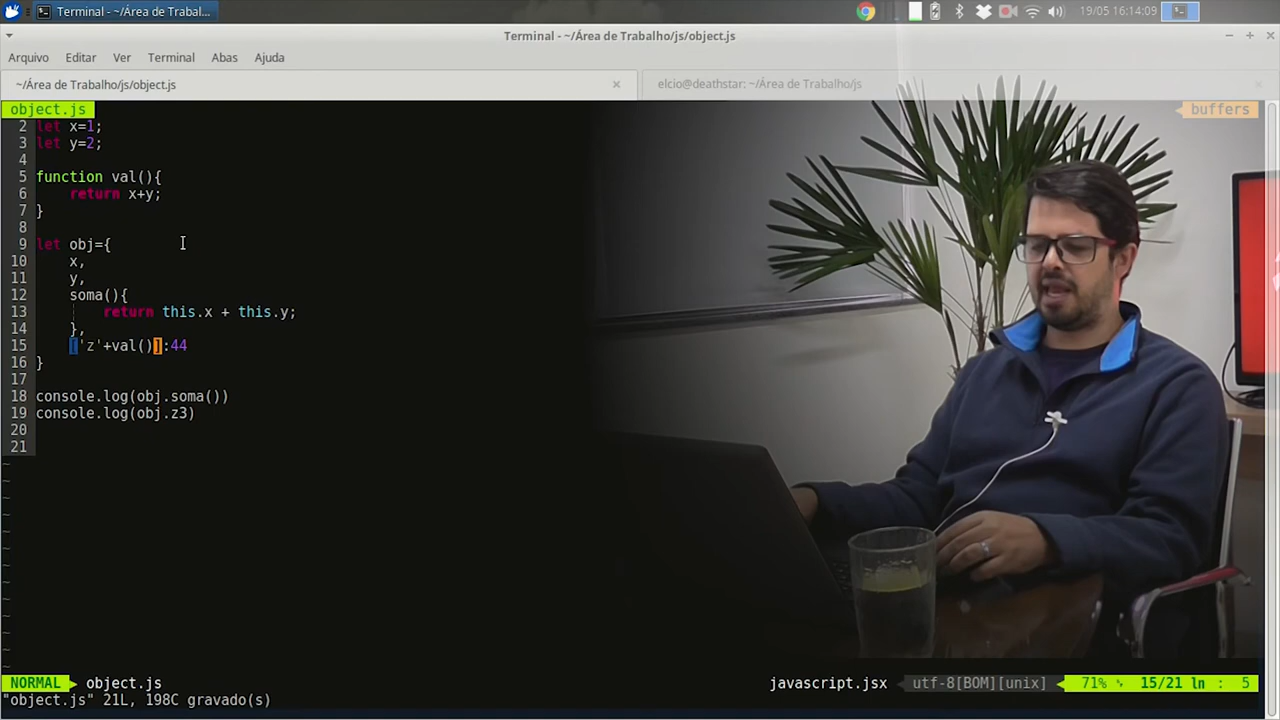 Terminal - ~/Área de Trabal...
19/05 16:14:09
Terminal - ~/Área de Trabalho/js/object.js
Arquivo Editar Ver Terminal Abas Ajuda
~/Área de Trabalho/js/object.js
elcio@deathstar: ~/Área de Trabalho/js
object.js
buffers
2 let x=1;
3 let y=2;
4
5 function val(){
6 return x+y;
7 }
8
9 let obj={
10 x,
11 y,
12 soma(){
13 return this.x + this.y;
14 },
15 ['z'+val()]:44
16 }
17
18 console.log(obj.soma())
19 console.log(obj.z3)
20
21
~
~
~
~
~
~
~
~
~
~
~
~
~
NORMAL object.js javascript.jsx utf-8[BOM][unix] 71% 15/21 ln : 5
"object.js" 21L, 198C gravado(s)